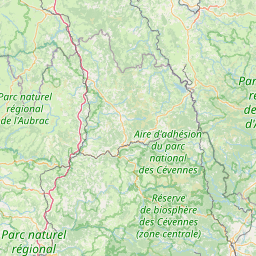 Parc naturel
régional
de l'Aubrac
Aire d'adhésion
du parc
national
des Cévennes
Réserve
de biosphère
des Cévennes
(zone centrale)
Parc naturel
régional